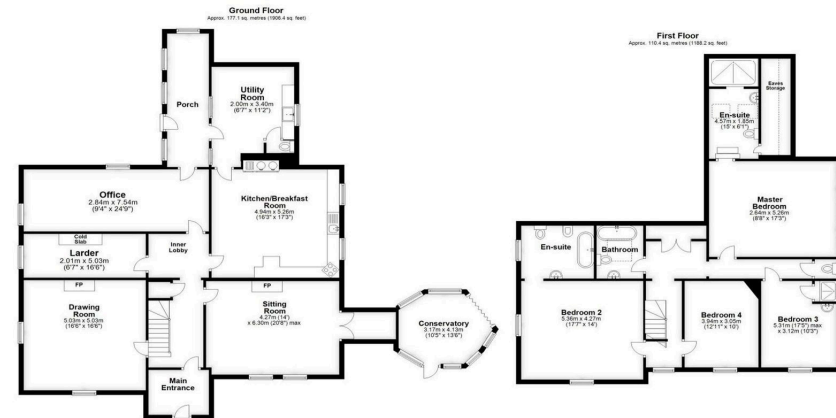 Ground Floor
Approx. 177.1 sq. metres (1906.4 sq. feet)
Porch
Utility
Room
2.00m x 3.40m
(6'7" x 11'2")
Office
2.84m x 7.54m
(9'4" x 24'9")
Kitchen/Breakfast
Room
4.94m x 5.26m
(16'3" x 17'3")
Cold
Slab
Larder
2.01m x 5.03m
(6'7" x 16'6")
Inner
Lobby
FP
Drawing
Room
5.03m x 5.03m
(16'6" x 16'6")
FP
Sitting
Room
4.27m (14')
x 6.30m (20'8") max
Conservatory
3.17m x 4.13m
(10'5" x 13'6")
Main
Entrance
First Floor
Approx. 110.4 sq. metres (1188.2 sq. feet)
Eaves
Storage
En-suite
4.57m x 1.85m
(15' x 6'1")
Master
Bedroom
2.64m x 5.26m
(8'8" x 17'3")
En-suite
Bathroom
Bedroom 2
5.36m x 4.27m
(17'7" x 14')
Bedroom 4
3.94m x 3.05m
(12'11" x 10')
Bedroom 3
5.31m (17'5") max
x 3.12m (10'3")